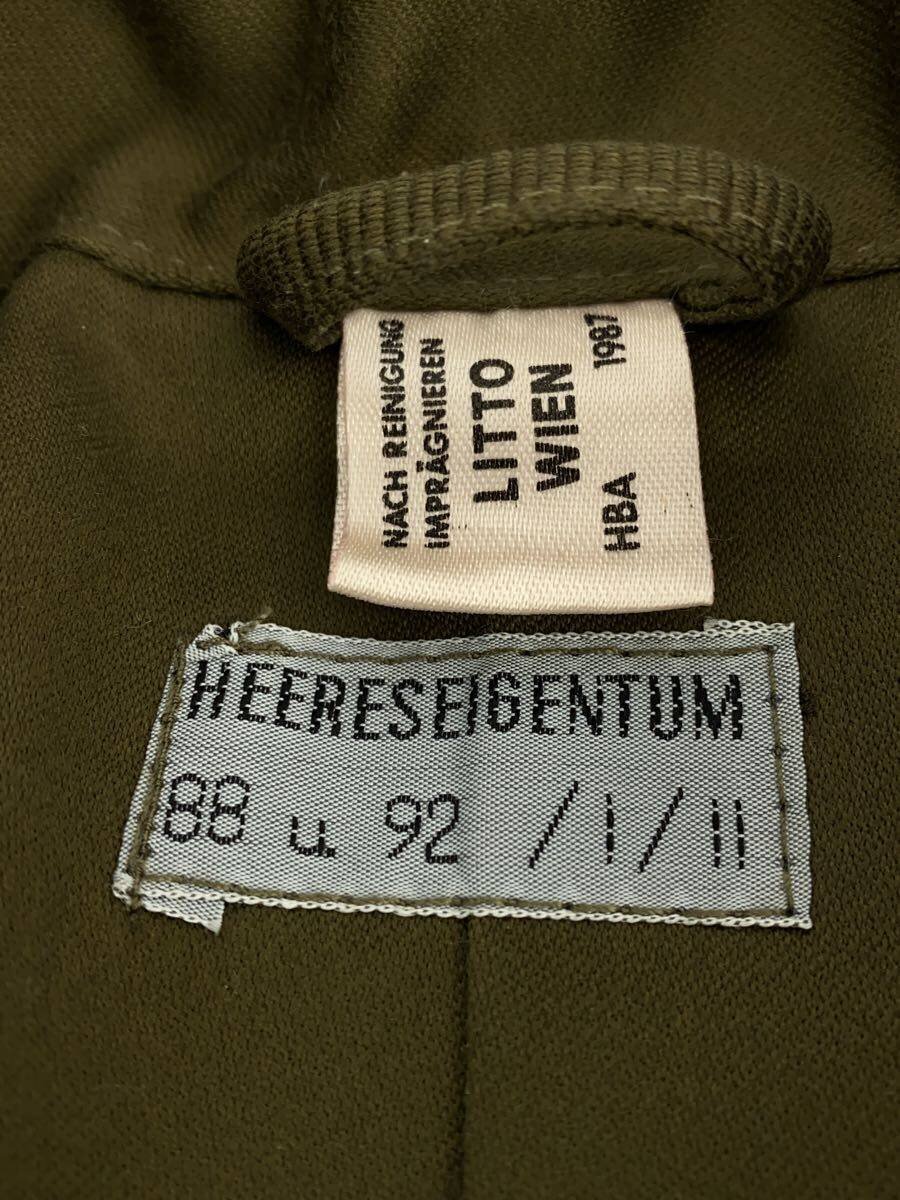 NACH REINIGUNG
IMPRÄGNIEREN
LITTO
WIEN
HBA 1987
HEERESEIGENTUM
88 u. 92 / I / II